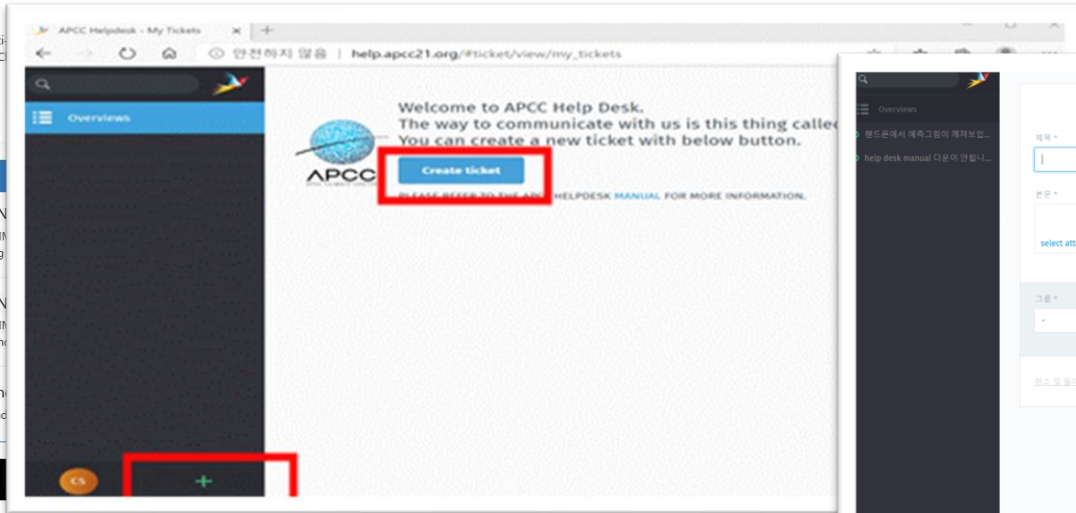 APCC Helpdesk - My Tickets
안전하지 않음 | help.apcc21.org/#ticket/view/my_tickets
Overviews
Welcome to APCC Help Desk.
The way to communicate with us is this thing calle
You can create a new ticket with below button.
APCC
Create ticket
PLEASE REFER TO THE APCC HELPDESK MANUAL FOR MORE INFORMATION.
CS
+
Overviews
핸드폰에서 예측그림이 깨져보입...
help desk manual 다운이 안됩니...
제목 *
본문 *
select att
그룹 *
-
취소 및 돌